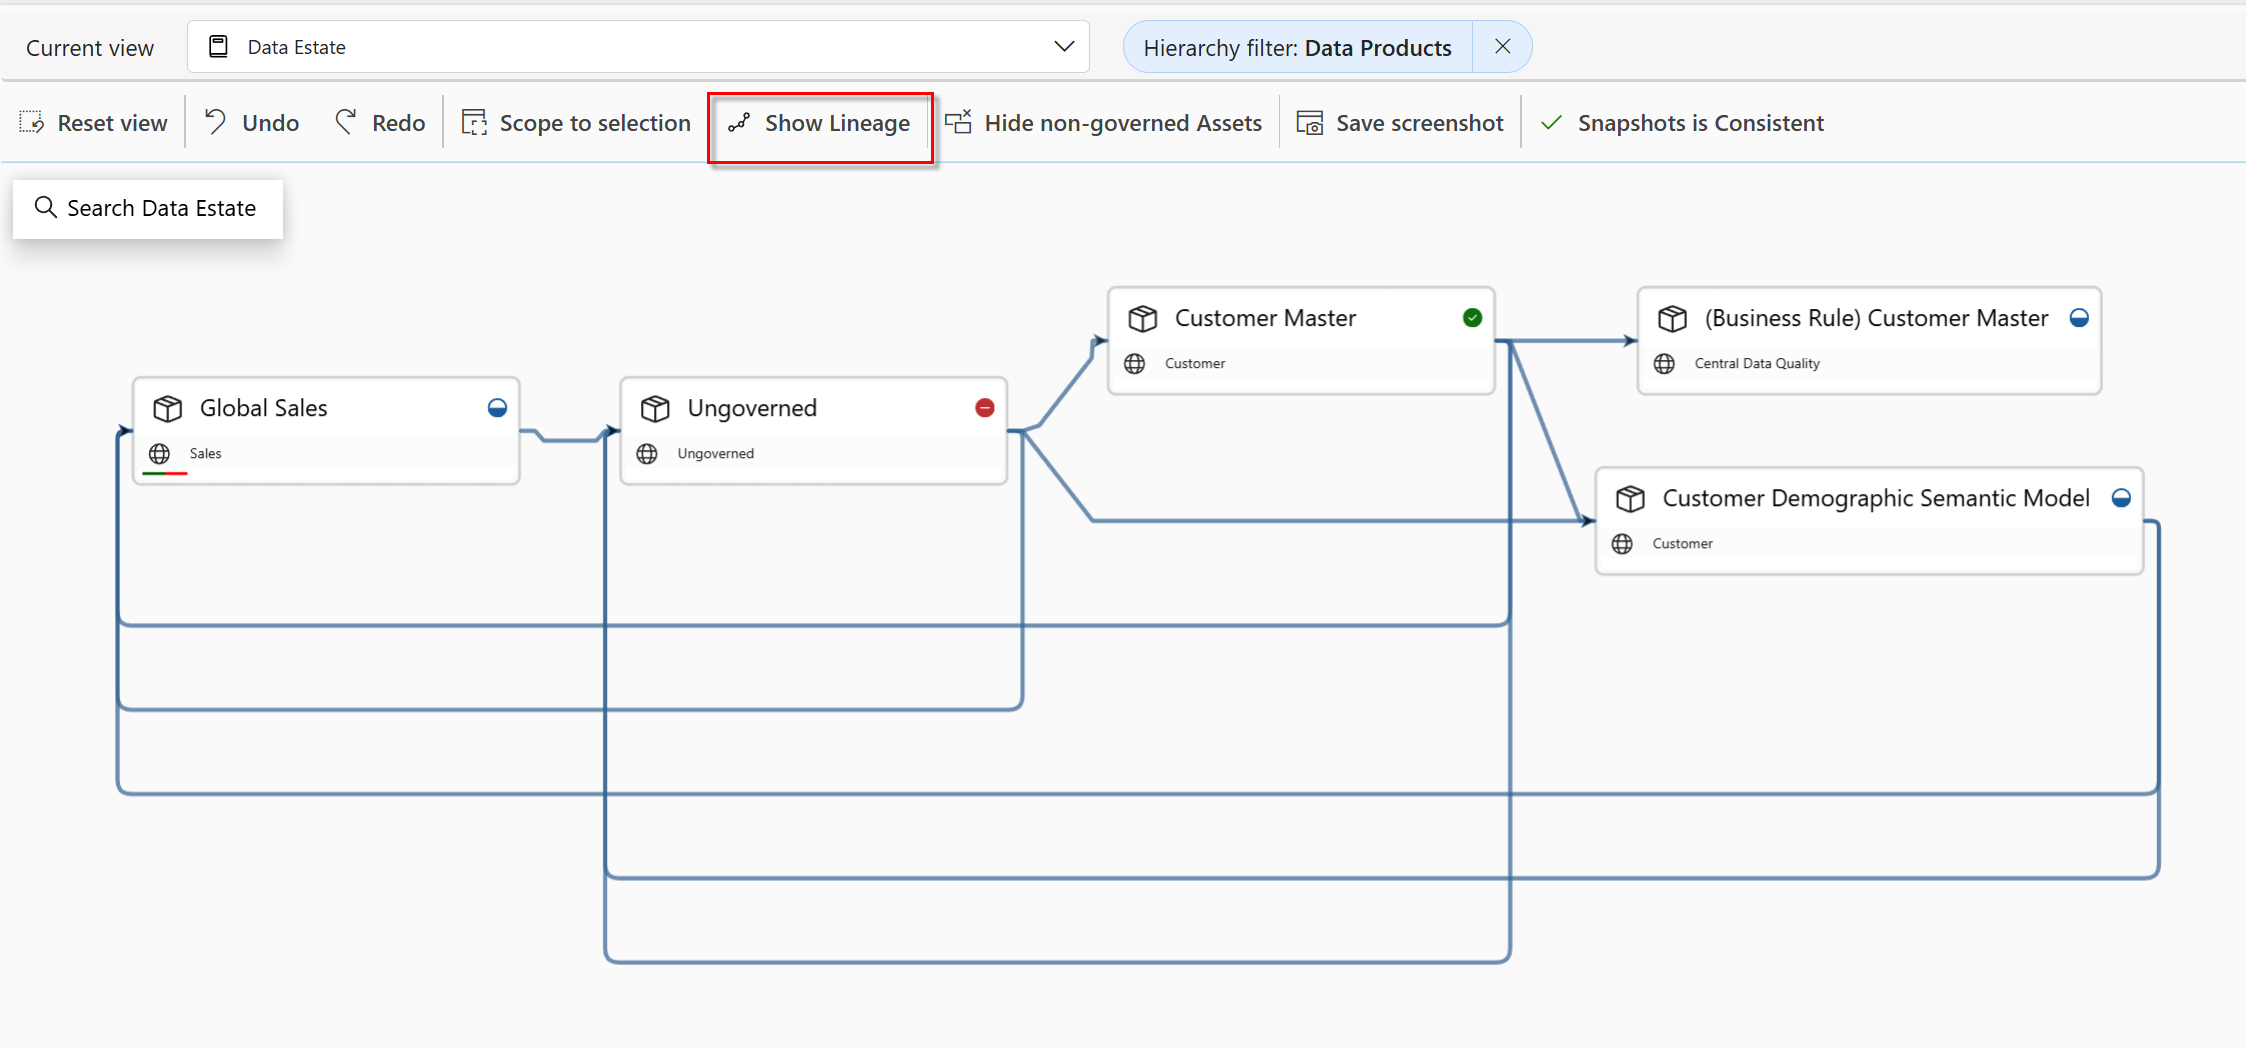 Current view
Data Estate
Hierarchy filter: Data Products
Reset view
Undo
Redo
Scope to selection
Show Lineage
Hide non-governed Assets
Save screenshot
Snapshots is Consistent
Search Data Estate
Customer Master
Customer
(Business Rule) Customer Master
Central Data Quality
Global Sales
Sales
Ungoverned
Ungoverned
Customer Demographic Semantic Model
Customer